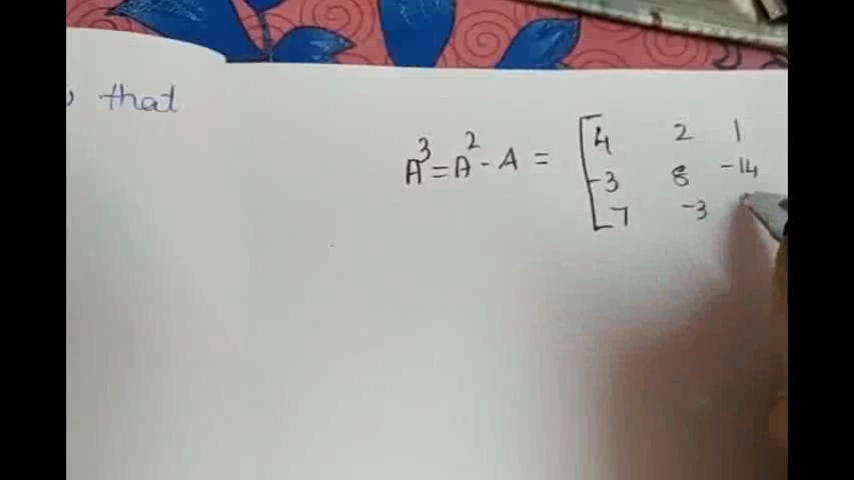 that
A³ = A² - A = [ 4 2 1
-3 8 -14
7 -3